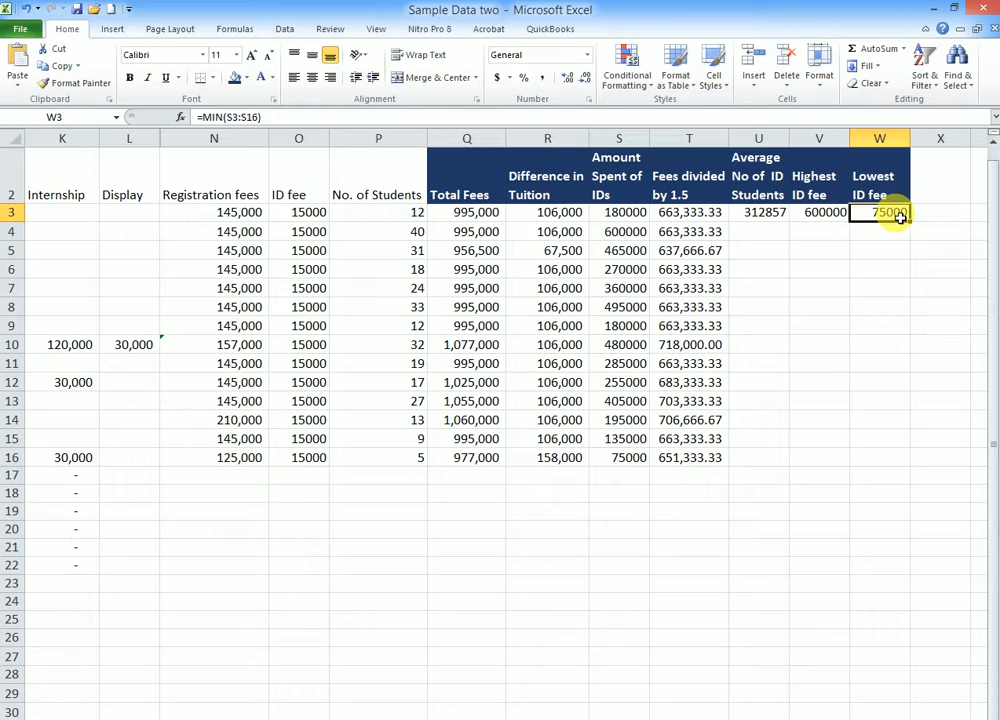 Sample Data two - Microsoft Excel
File Home Insert Page Layout Formulas Data Review View Nitro Pro 8 Acrobat QuickBooks
Paste Cut Copy Format Painter Clipboard
Calibri 11 A A B I U A Font
Wrap Text Merge & Center Alignment
General $ % , Number
Conditional Formatting Format as Table Cell Styles Styles
Insert Delete Format Cells
Σ AutoSum Fill Clear Sort & Filter Find & Select Editing
W3 fx =MIN(S3:S16)
K L N O P Q R S T U V W X
2 Internship Display Registration fees ID fee No. of Students Total Fees Difference in Tuition Amount Spent of IDs Fees divided by 1.5 Average No of ID Students Highest ID fee Lowest ID fee
3 145,000 15000 12 995,000 106,000 180000 663,333.33 312857 600000 75000
4 145,000 15000 40 995,000 106,000 600000 663,333.33
5 145,000 15000 31 956,500 67,500 465000 637,666.67
6 145,000 15000 18 995,000 106,000 270000 663,333.33
7 145,000 15000 24 995,000 106,000 360000 663,333.33
8 145,000 15000 33 995,000 106,000 495000 663,333.33
9 145,000 15000 12 995,000 106,000 180000 663,333.33
10 120,000 30,000 157,000 15000 32 1,077,000 106,000 480000 718,000.00
11 145,000 15000 19 995,000 106,000 285000 663,333.33
12 30,000 145,000 15000 17 1,025,000 106,000 255000 683,333.33
13 145,000 15000 27 1,055,000 106,000 405000 703,333.33
14 210,000 15000 13 1,060,000 106,000 195000 706,666.67
15 145,000 15000 9 995,000 106,000 135000 663,333.33
16 30,000 125,000 15000 5 977,000 158,000 75000 651,333.33
17 -
18 -
19 -
20 -
21 -
22 -
23
24
25
26
27
28
29
30